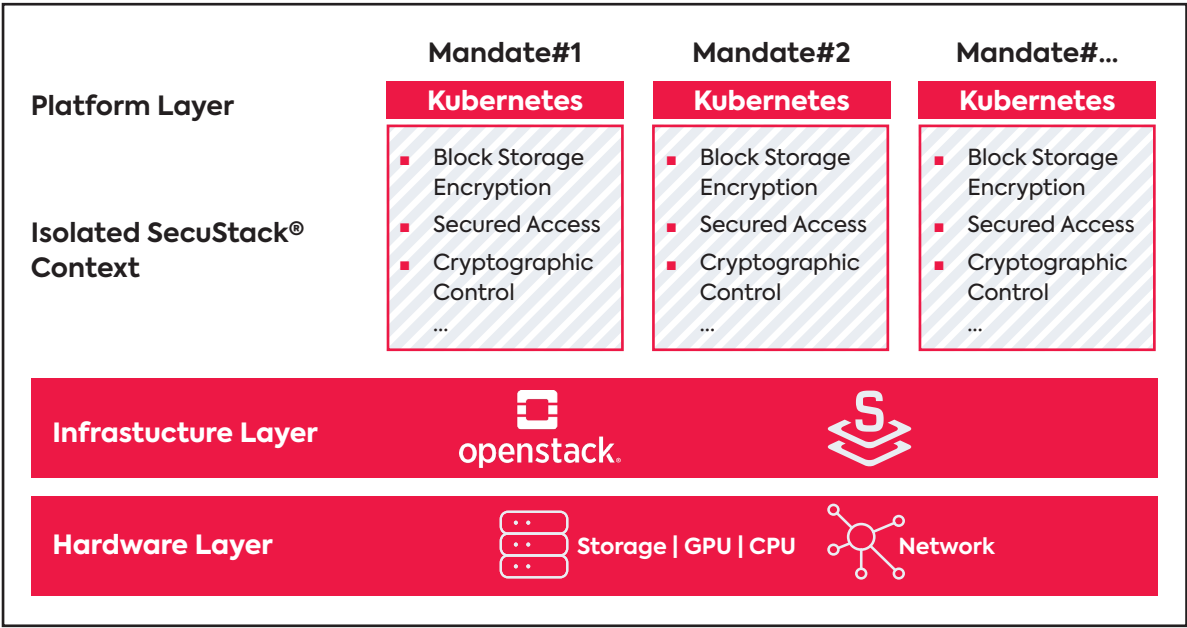 Mandate#1 Mandate#2 Mandate#...
Platform Layer Kubernetes Kubernetes Kubernetes
Isolated SecuStack®
Context
Block Storage
Encryption
Secured Access
Cryptographic
Control
...
Block Storage
Encryption
Secured Access
Cryptographic
Control
...
Block Storage
Encryption
Secured Access
Cryptographic
Control
...
Infrastucture Layer openstack. S
Hardware Layer Storage | GPU | CPU Network